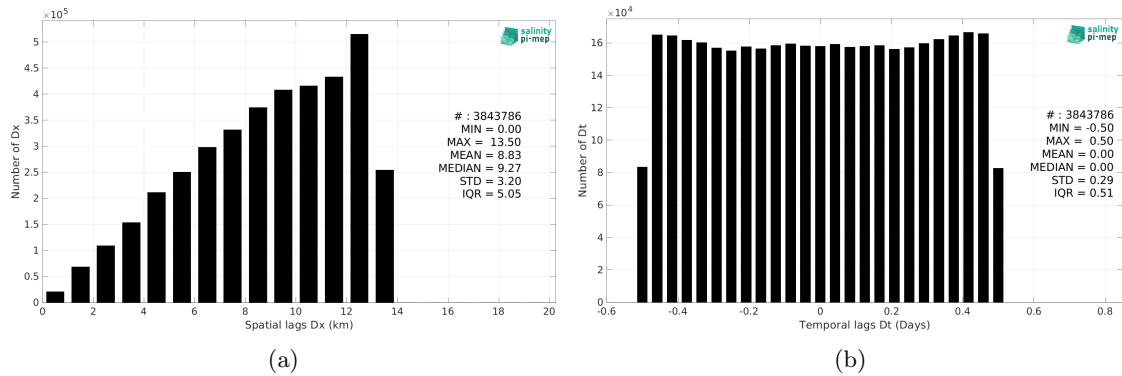 ×10⁵
5
4.5
4
3.5
3
2.5
2
1.5
1
0.5
0
Number of Dx
0 2 4 6 8 10 12 14 16 18 20
Spatial lags Dx (km)
salinity
pi-mep
# : 3843786
MIN = 0.00
MAX = 13.50
MEAN = 8.83
MEDIAN = 9.27
STD = 3.20
IQR = 5.05
(a)
×10⁴
16
14
12
10
8
6
4
2
0
Number of Dt
-0.6 -0.4 -0.2 0 0.2 0.4 0.6 0.8
Temporal lags Dt (Days)
salinity
pi-mep
# : 3843786
MIN = -0.50
MAX = 0.50
MEAN = 0.00
MEDIAN = 0.00
STD = 0.29
IQR = 0.51
(b)